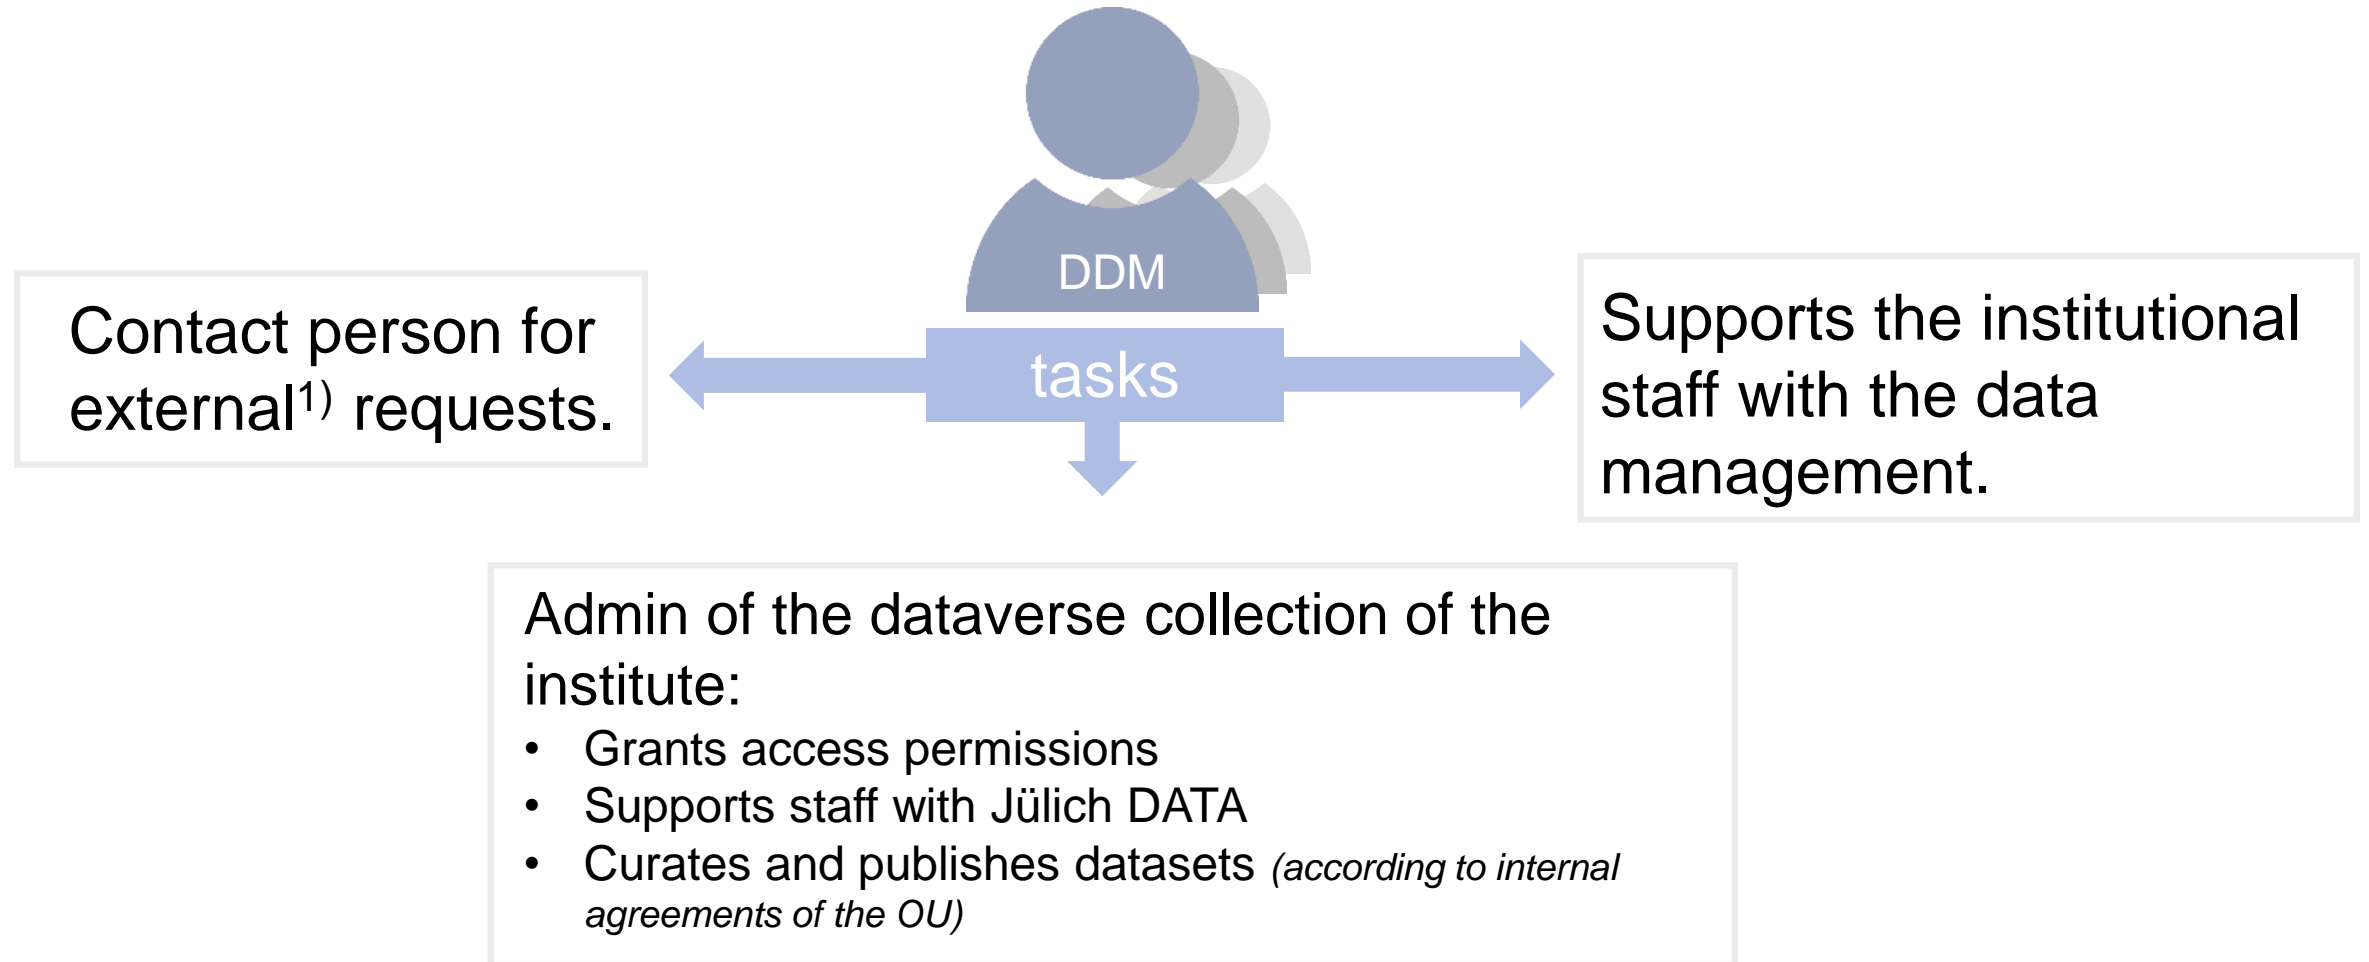 DDM
tasks
Contact person for
external¹⁾ requests.
Supports the institutional
staff with the data
management.
Admin of the dataverse collection of the
institute:
• Grants access permissions
• Supports staff with Jülich DATA
• Curates and publishes datasets (according to internal
agreements of the OU)